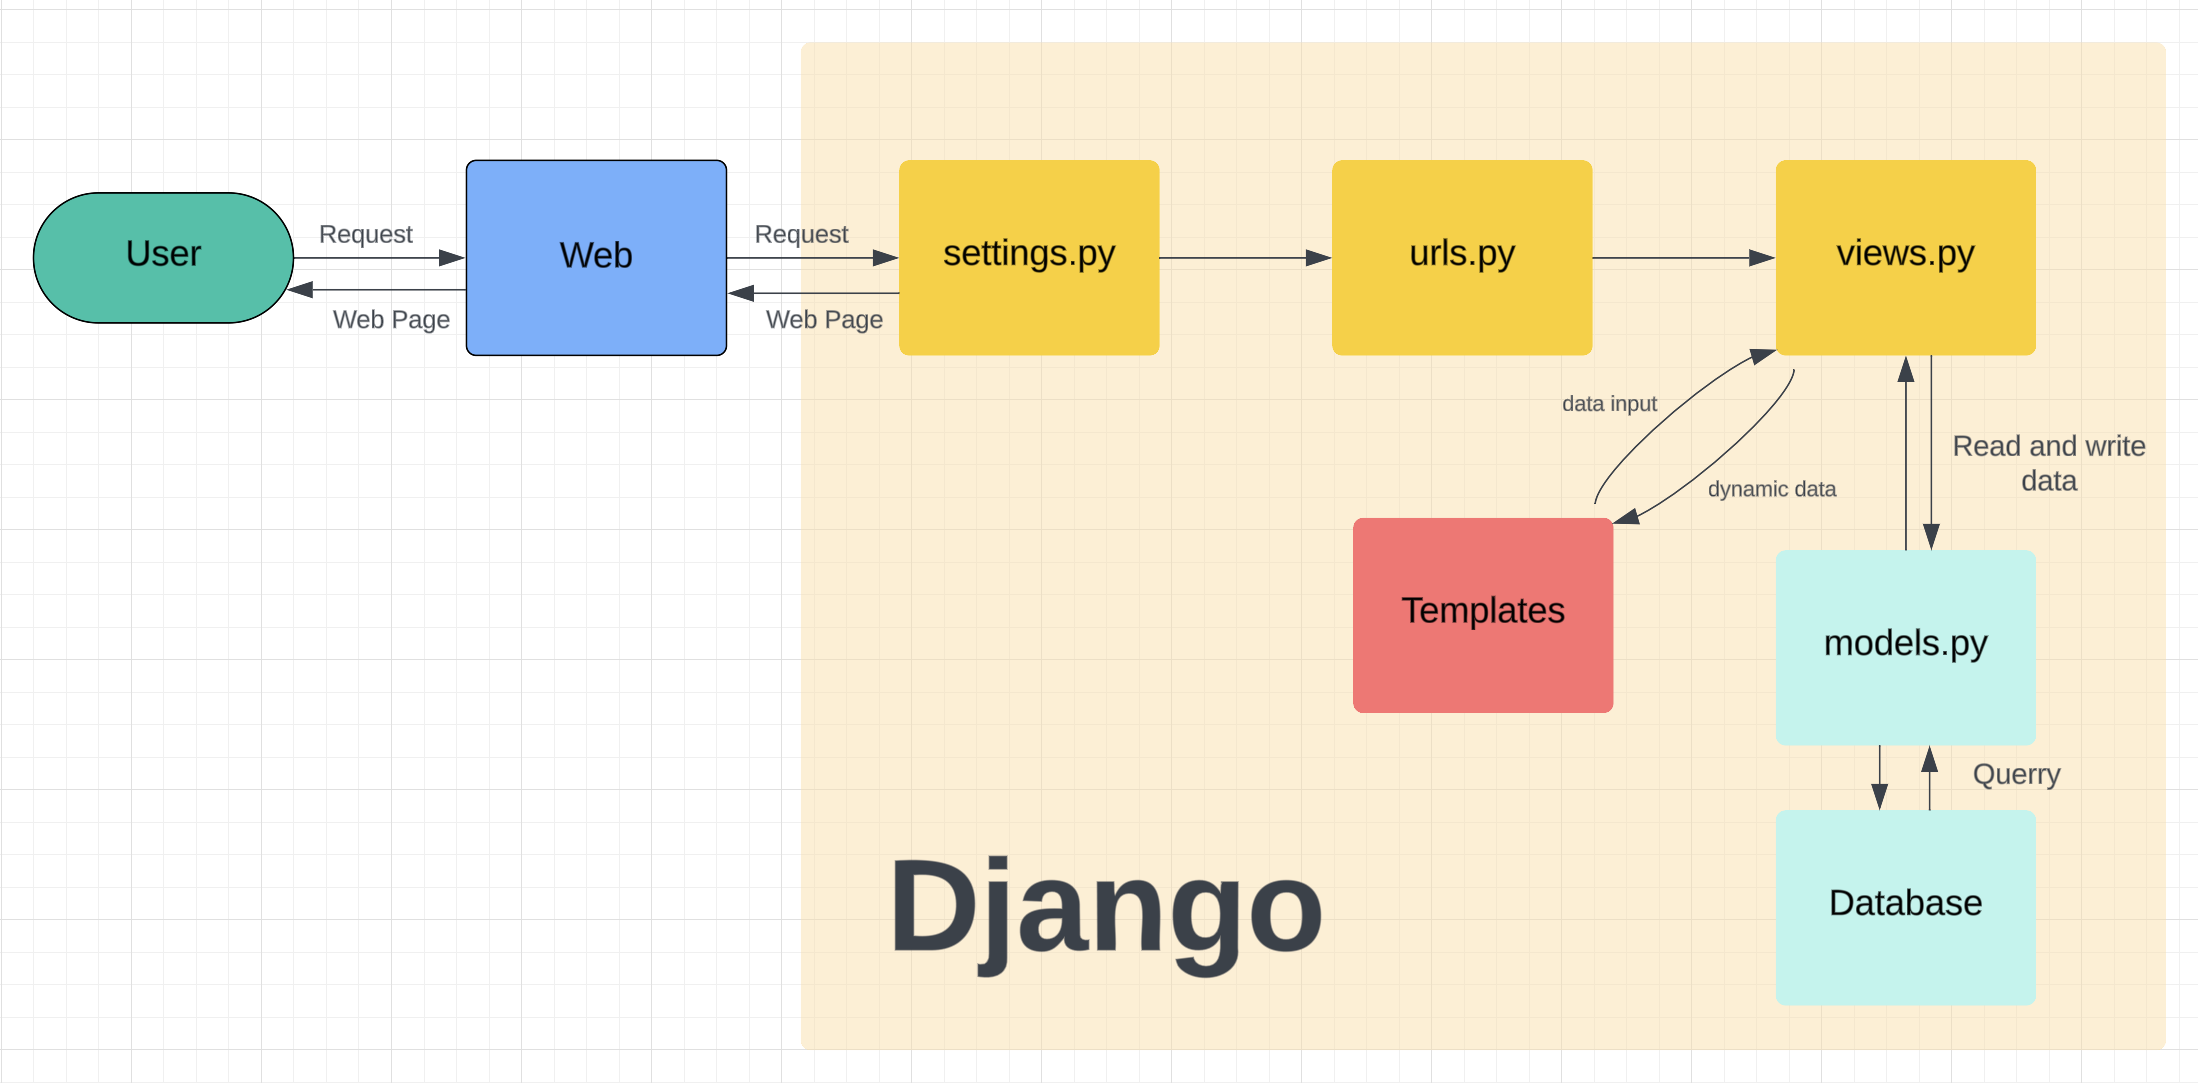 User
Request
Web Page
Web
Request
Web Page
settings.py
urls.py
views.py
data input
dynamic data
Read and write
data
Templates
models.py
Querry
Database
Django